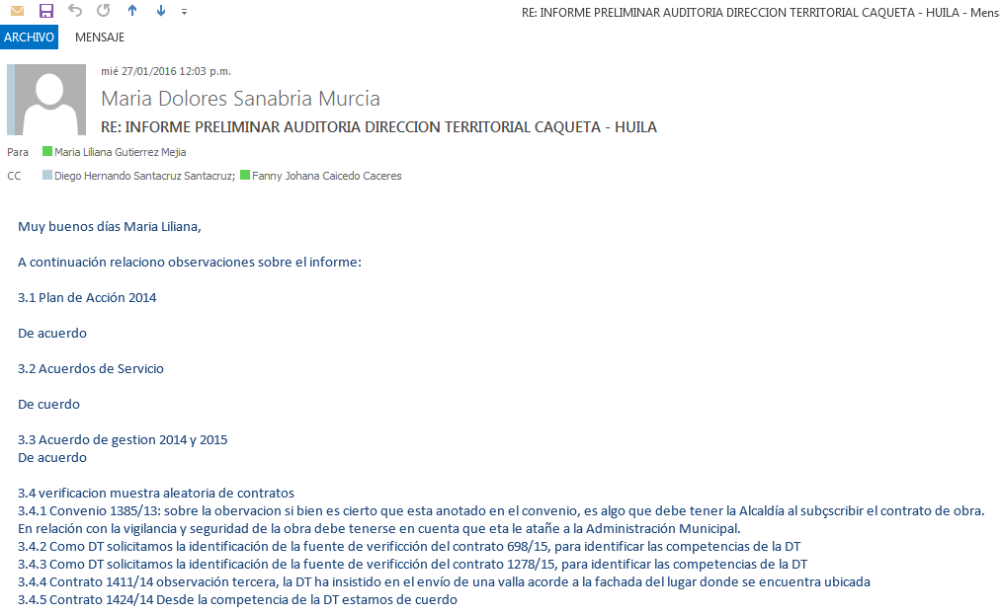 RE: INFORME PRELIMINAR AUDITORIA DIRECCION TERRITORIAL CAQUETA - HUILA - Mens
ARCHIVO MENSAJE
mié 27/01/2016 12:03 p.m.
Maria Dolores Sanabria Murcia
RE: INFORME PRELIMINAR AUDITORIA DIRECCION TERRITORIAL CAQUETA - HUILA
Para Maria Liliana Gutierrez Mejia
CC Diego Hernando Santacruz Santacruz; Fanny Johana Caicedo Caceres
Muy buenos días Maria Liliana,
A continuación relaciono observaciones sobre el informe:
3.1 Plan de Acción 2014
De acuerdo
3.2 Acuerdos de Servicio
De cuerdo
3.3 Acuerdo de gestion 2014 y 2015
De acuerdo
3.4 verificacion muestra aleatoria de contratos
3.4.1 Convenio 1385/13: sobre la obervacion si bien es cierto que esta anotado en el convenio, es algo que debe tener la Alcaldía al subçscribir el contrato de obra.
En relación con la vigilancia y seguridad de la obra debe tenerse en cuenta que eta le atañe a la Administración Municipal.
3.4.2 Como DT solicitamos la identificación de la fuente de verificción del contrato 698/15, para identificar las competencias de la DT
3.4.3 Como DT solicitamos la identificación de la fuente de verificción del contrato 1278/15, para identificar las competencias de la DT
3.4.4 Contrato 1411/14 observación tercera, la DT ha insistido en el envío de una valla acorde a la fachada del lugar donde se encuentra ubicada
3.4.5 Contrato 1424/14 Desde la competencia de la DT estamos de cuerdo